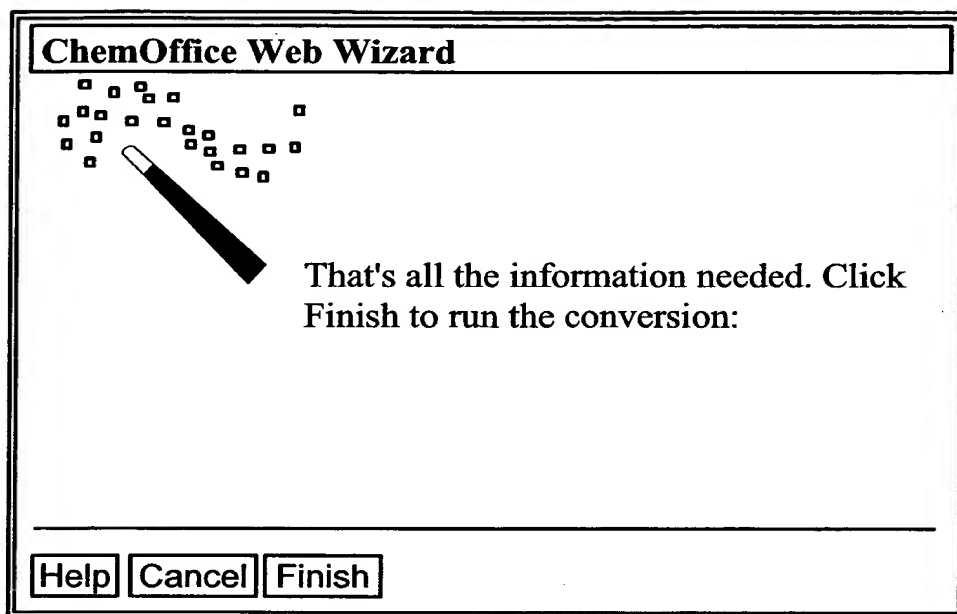 ChemOffice Web Wizard
That's all the information needed. Click
Finish to run the conversion:
Help Cancel Finish